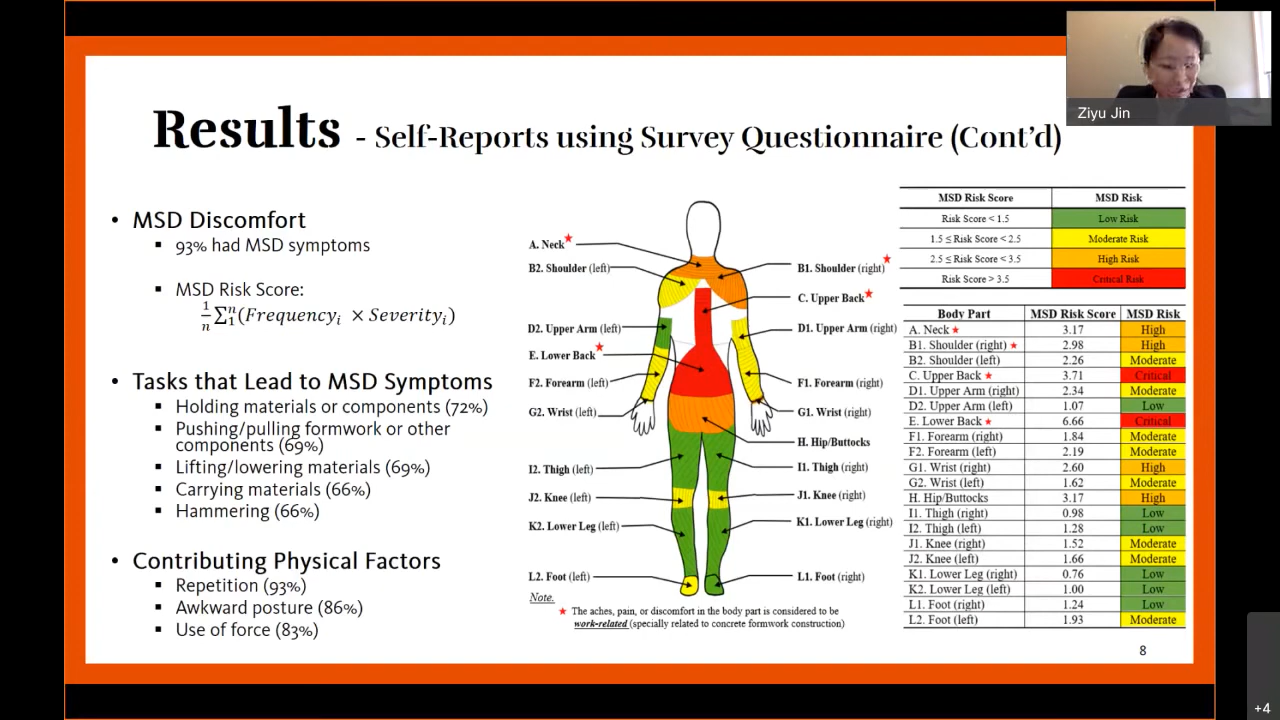 Ziyu Jin
Results - Self-Reports using Survey Questionnaire (Cont'd)
• MSD Discomfort
▪ 93% had MSD symptoms
▪ MSD Risk Score:
1/n ∑₁ⁿ(Frequencyᵢ × Severityᵢ)
• Tasks that Lead to MSD Symptoms
▪ Holding materials or components (72%)
▪ Pushing/pulling formwork or other
components (69%)
▪ Lifting/lowering materials (69%)
▪ Carrying materials (66%)
▪ Hammering (66%)
• Contributing Physical Factors
▪ Repetition (93%)
▪ Awkward posture (86%)
▪ Use of force (83%)
A. Neck★
B2. Shoulder (left)
D2. Upper Arm (left)
E. Lower Back★
F2. Forearm (left)
G2. Wrist (left)
I2. Thigh (left)
J2. Knee (left)
K2. Lower Leg (left)
L2. Foot (left)
B1. Shoulder (right)★
C. Upper Back★
D1. Upper Arm (right)
F1. Forearm (right)
G1. Wrist (right)
H. Hip/Buttocks
I1. Thigh (right)
J1. Knee (right)
K1. Lower Leg (right)
L1. Foot (right)
Note.
★ The aches, pain, or discomfort in the body part is considered to be
work-related (specially related to concrete formwork construction)
MSD Risk Score MSD Risk
Risk Score < 1.5 Low Risk
1.5 ≤ Risk Score < 2.5 Moderate Risk
2.5 ≤ Risk Score < 3.5 High Risk
Risk Score > 3.5 Critical Risk
Body Part MSD Risk Score MSD Risk
A. Neck ★ 3.17 High
B1. Shoulder (right) ★ 2.98 High
B2. Shoulder (left) 2.26 Moderate
C. Upper Back ★ 3.71 Critical
D1. Upper Arm (right) 2.34 Moderate
D2. Upper Arm (left) 1.07 Low
E. Lower Back ★ 6.66 Critical
F1. Forearm (right) 1.84 Moderate
F2. Forearm (left) 2.19 Moderate
G1. Wrist (right) 2.60 High
G2. Wrist (left) 1.62 Moderate
H. Hip/Buttocks 3.17 High
I1. Thigh (right) 0.98 Low
I2. Thigh (left) 1.28 Low
J1. Knee (right) 1.52 Moderate
J2. Knee (left) 1.66 Moderate
K1. Lower Leg (right) 0.76 Low
K2. Lower Leg (left) 1.00 Low
L1. Foot (right) 1.24 Low
L2. Foot (left) 1.93 Moderate
8
+4